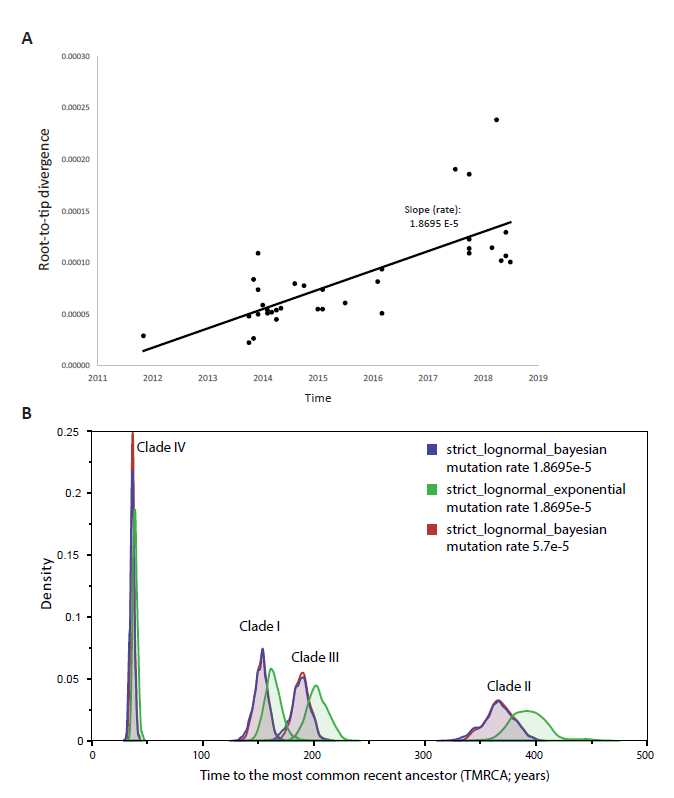 A
0.00030
0.00025
0.00020
0.00015
0.00010
0.00005
0.00000
Root-to-tip divergence
Slope (rate):
1.8695 E-5
2011 2012 2013 2014 2015 2016 2017 2018 2019
Time
B
0.25
0.2
0.15
0.1
0.05
0
Density
Clade IV
Clade I
Clade III
Clade II
strict_lognormal_bayesian
mutation rate 1.8695e-5
strict_lognormal_exponential
mutation rate 1.8695e-5
strict_lognormal_bayesian
mutation rate 5.7e-5
0 100 200 300 400 500
Time to the most common recent ancestor (TMRCA; years)